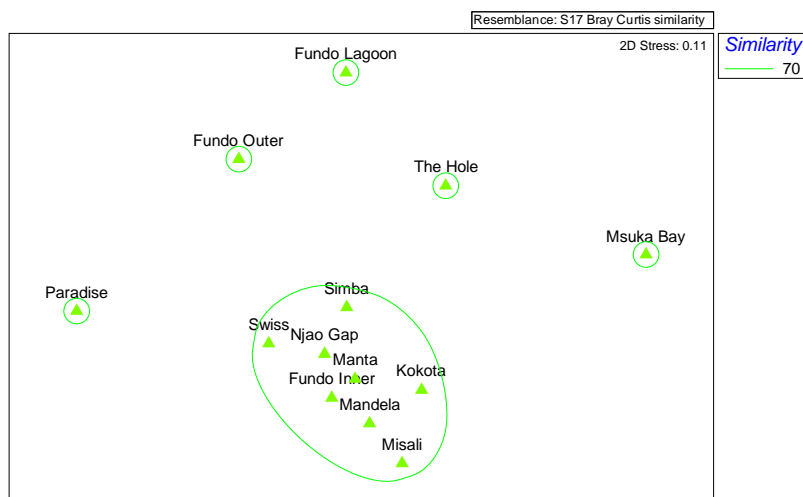 Resemblance: S17 Bray Curtis similarity
2D Stress: 0.11
Similarity
70
Fundo Lagoon
Fundo Outer
The Hole
Msuka Bay
Paradise
Simba
Swiss
Njao Gap
Manta
Kokota
Fundo Inner
Mandela
Misali